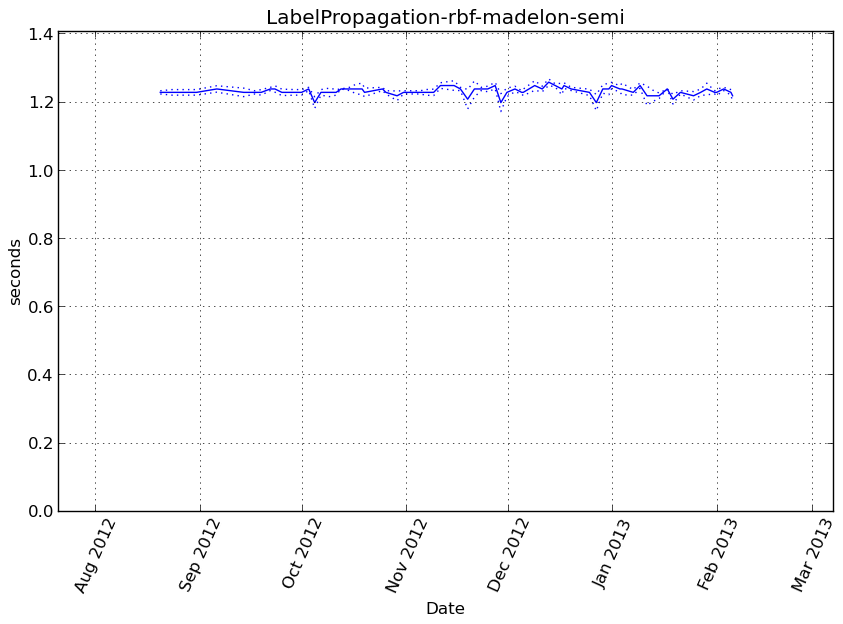 LabelPropagation-rbf-madelon-semi
1.4
1.2
1.0
0.8
0.6
0.4
0.2
0.0
seconds
Aug 2012
Sep 2012
Oct 2012
Nov 2012
Dec 2012
Jan 2013
Feb 2013
Mar 2013
Date